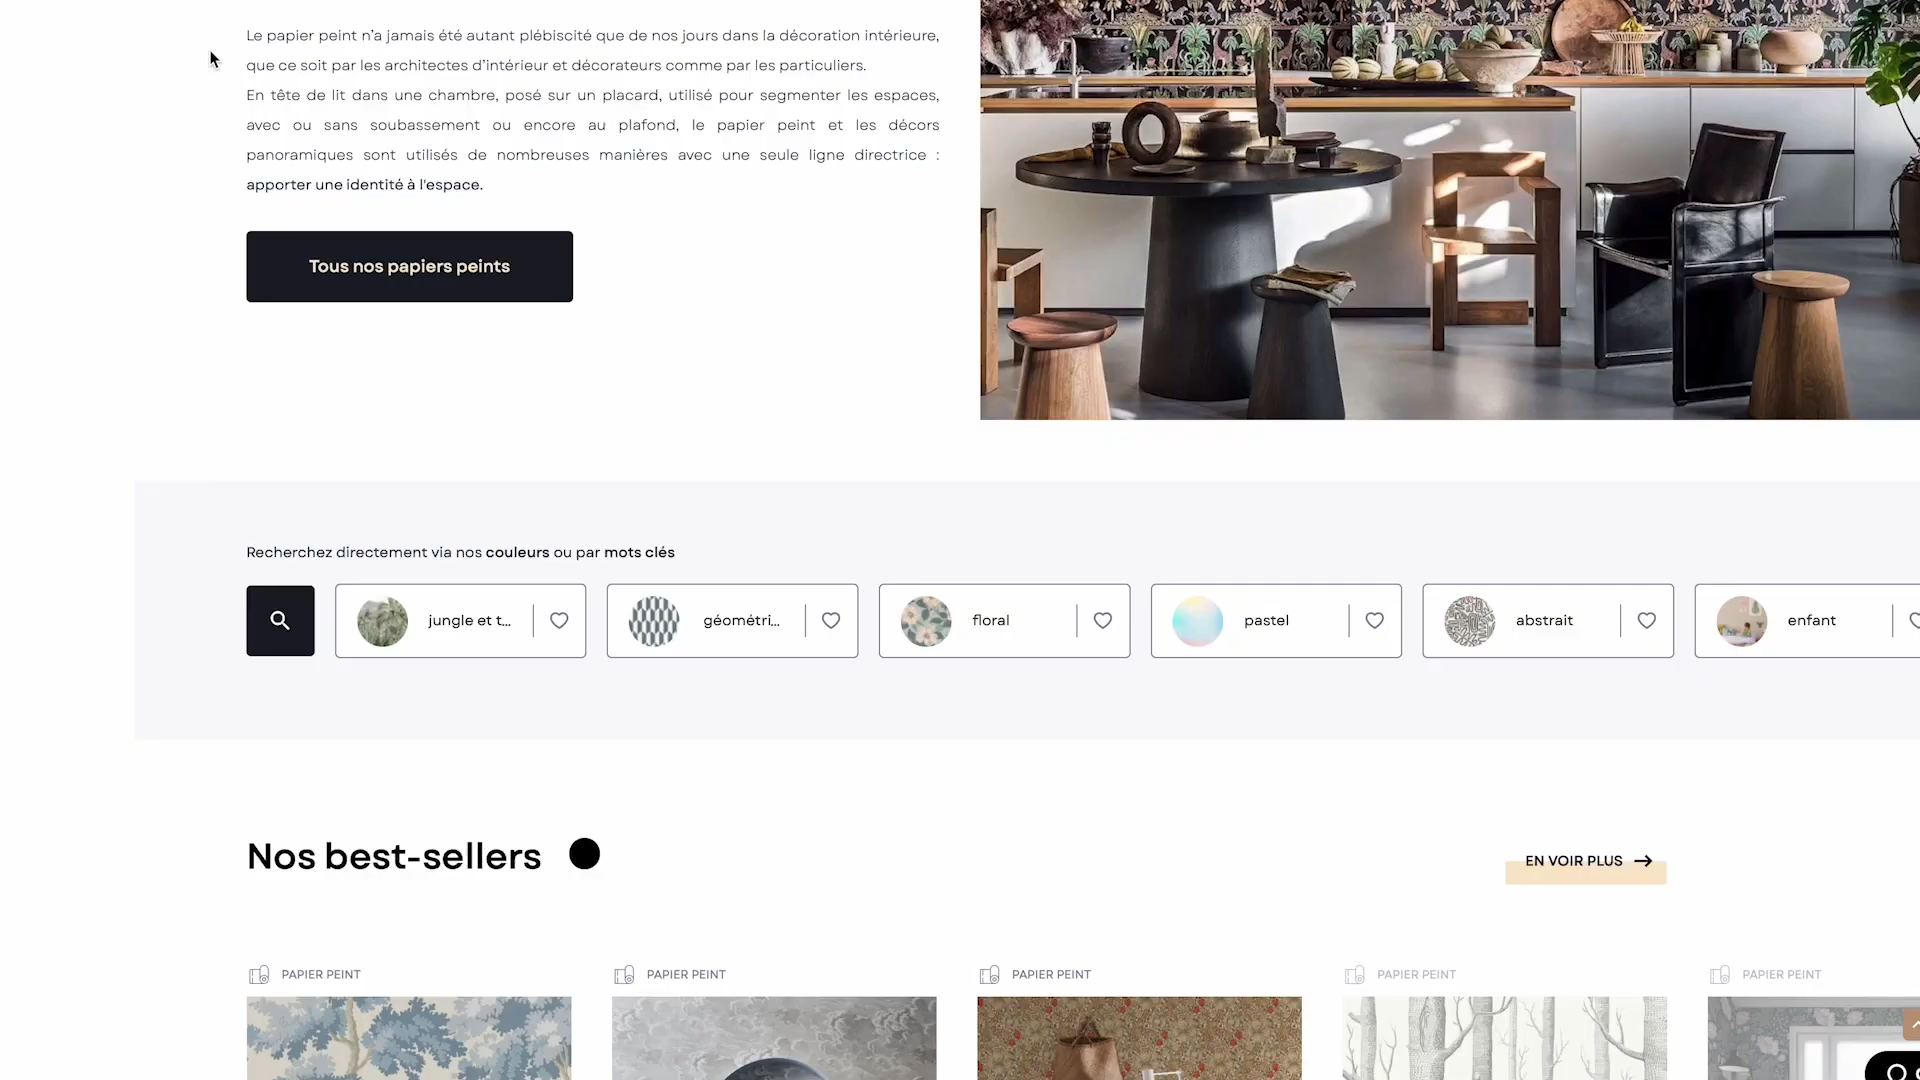 Le papier peint n’a jamais été autant plébiscité que de nos jours dans la décoration intérieure,
que ce soit par les architectes d’intérieur et décorateurs comme par les particuliers.
En tête de lit dans une chambre, posé sur un placard, utilisé pour segmenter les espaces,
avec ou sans soubassement ou encore au plafond, le papier peint et les décors
panoramiques sont utilisés de nombreuses manières avec une seule ligne directrice :
apporter une identité à l'espace.
Tous nos papiers peints
Recherchez directement via nos couleurs ou par mots clés
jungle et t...
géométri...
floral
pastel
abstrait
enfant
Nos best-sellers
EN VOIR PLUS
PAPIER PEINT
PAPIER PEINT
PAPIER PEINT
PAPIER PEINT
PAPIER PEINT